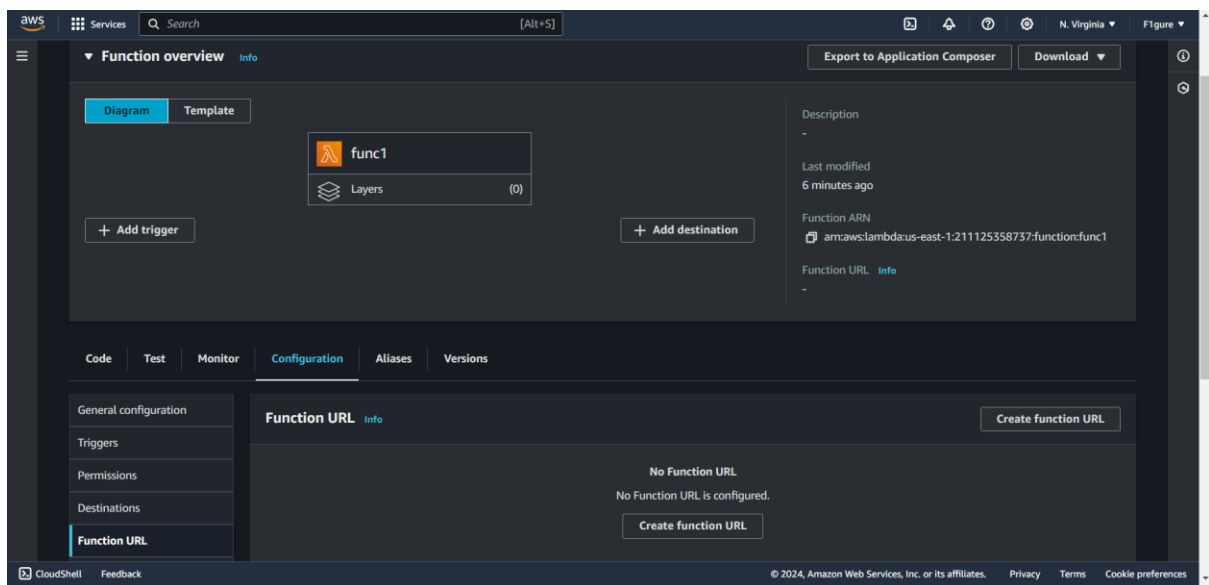 aws Services Search [Alt+S] N. Virginia ▼ F1gure ▼
▼ Function overview Info Export to Application Composer Download ▼
Diagram Template
func1
Layers (0)
+ Add trigger
+ Add destination
Description
-
Last modified
6 minutes ago
Function ARN
arn:aws:lambda:us-east-1:211125358737:function:func1
Function URL Info
-
Code Test Monitor Configuration Aliases Versions
General configuration
Triggers
Permissions
Destinations
Function URL
Function URL Info Create function URL
No Function URL
No Function URL is configured.
Create function URL
CloudShell Feedback © 2024, Amazon Web Services, Inc. or its affiliates. Privacy Terms Cookie preferences